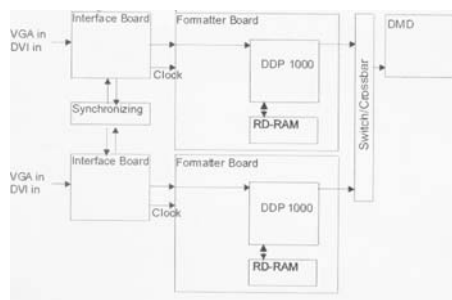 Interface Board
VGA in
DVI in
Clock
Formatter Board
DDP 1000
RD-RAM
Switch/Crossbar
DMD
Synchronizing
Interface Board
VGA in
DVI in
Clock
Formatter Board
DDP 1000
RD-RAM